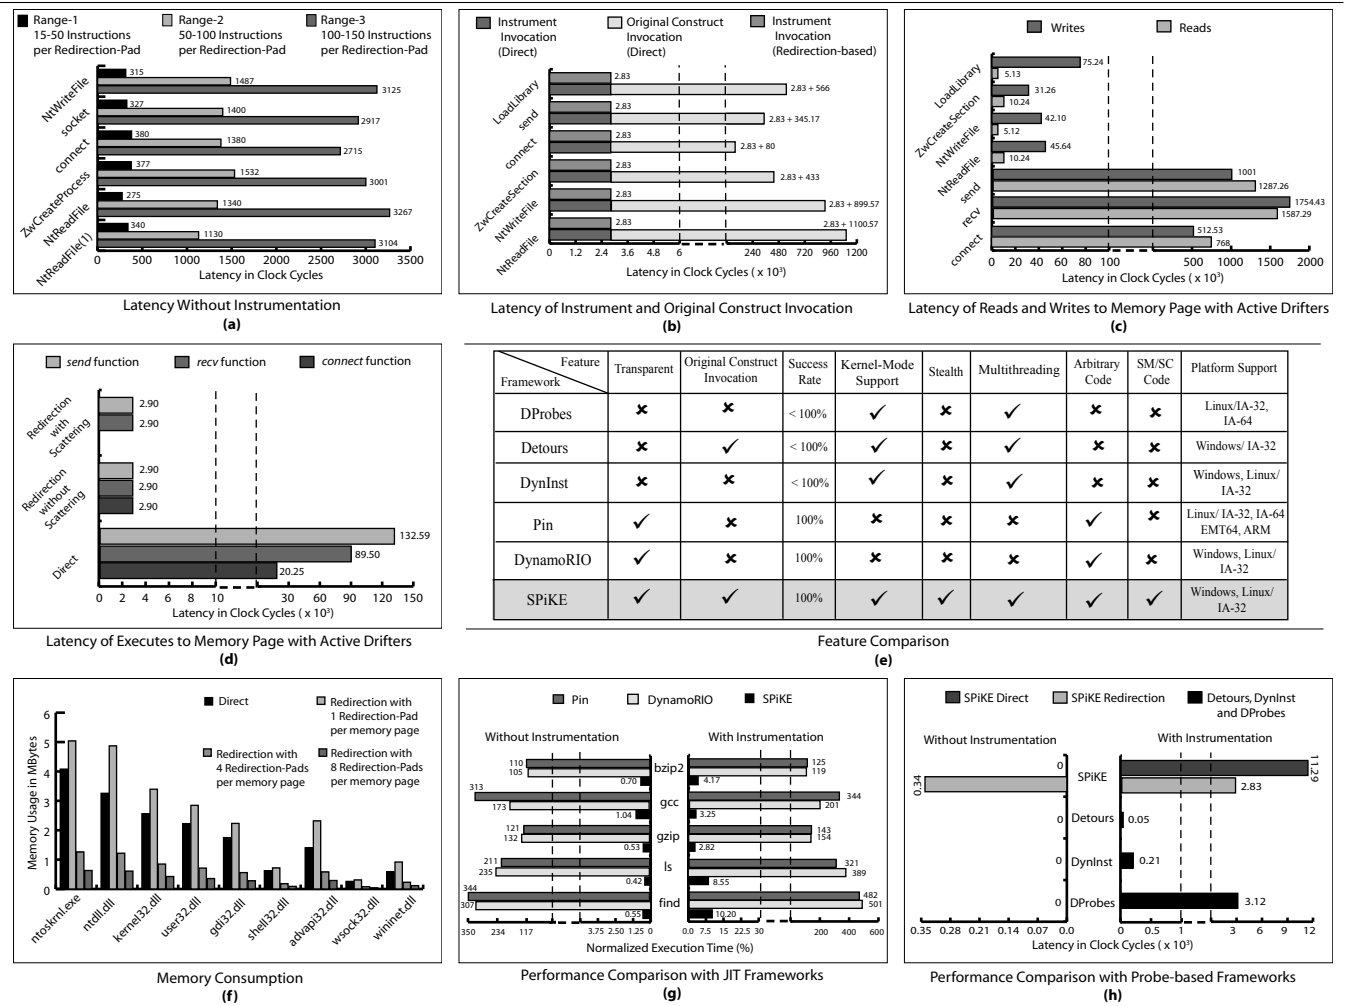 Range-1
15-50 Instructions
per Redirection-Pad
Range-2
50-100 Instructions
per Redirection-Pad
Range-3
100-150 Instructions
per Redirection-Pad
NtWriteFile
315
1487
3125
socket
327
1400
2917
connect
380
1380
2715
ZwCreateProcess
377
1532
3001
NtReadFile
275
1340
3267
NtReadFile(1)
340
1130
3104
0 500 1000 1500 2000 2500 3000 3500
Latency in Clock Cycles
Latency Without Instrumentation
(a)
Instrument
Invocation
(Direct)
Original Construct
Invocation
(Direct)
Instrument
Invocation
(Redirection-based)
LoadLibrary
2.83
2.83 + 566
send
2.83
2.83 + 345.17
connect
2.83
2.83 + 80
ZwCreateSection
2.83
2.83 + 433
NtWriteFile
2.83
2.83 + 899.57
NtReadFile
2.83
2.83 + 1100.57
0 1.2 2.4 3.6 4.8 6 240 480 720 960 1200
Latency in Clock Cycles ( x 10³)
Latency of Instrument and Original Construct Invocation
(b)
Writes
Reads
LoadLibrary
75.24
5.13
ZwCreateSection
31.26
10.24
NtWriteFile
42.10
5.12
NtReadFile
45.64
10.24
send
1001
1287.26
recv
1754.43
1587.29
connect
512.53
768
0 20 40 60 80 100 500 1000 1500 2000
Latency in Clock Cycles ( x 10³)
Latency of Reads and Writes to Memory Page with Active Drifters
(c)
send function
recv function
connect function
Redirection
with
Scattering
2.90
2.90
Redirection
without
Scattering
2.90
2.90
2.90
Direct
132.59
89.50
20.25
0 2 4 6 8 10 30 60 90 120 150
Latency in Clock Cycles ( x 10³)
Latency of Executes to Memory Page with Active Drifters
(d)
Feature
Framework
Transparent
Original Construct
Invocation
Success
Rate
Kernel-Mode
Support
Stealth
Multithreading
Arbitrary
Code
SM/SC
Code
Platform Support
DProbes ✘ ✘ < 100% ✓ ✘ ✓ ✘ ✘ Linux/IA-32,
IA-64
Detours ✘ ✓ < 100% ✓ ✘ ✓ ✘ ✘ Windows/ IA-32
DynInst ✘ ✘ < 100% ✓ ✘ ✓ ✘ ✘ Windows, Linux/
IA-32
Pin ✓ ✘ 100% ✘ ✘ ✘ ✓ ✘ Linux/ IA-32, IA-64
EMT64, ARM
DynamoRIO ✓ ✘ 100% ✘ ✘ ✘ ✓ ✘ Windows, Linux/
IA-32
SPiKE ✓ ✓ 100% ✓ ✓ ✓ ✓ ✓ Windows, Linux/
IA-32
Feature Comparison
(e)
Direct
Redirection with
1 Redirection-Pad
per memory page
Redirection with
4 Redirection-Pads
per memory page
Redirection with
8 Redirection-Pads
per memory page
Memory Usage in MBytes
6
5
4
3
2
1
0
ntoskrnl.exe
ntdll.dll
kernel32.dll
user32.dll
gdi32.dll
shell32.dll
advapi32.dll
wsock32.dll
wininet.dll
Memory Consumption
(f)
Pin
DynamoRIO
SPiKE
Without Instrumentation
With Instrumentation
110
105
0.70
bzip2
125
119
4.17
313
173
1.04
gcc
344
201
3.25
121
132
0.53
gzip
143
154
2.82
211
235
0.42
ls
321
389
8.55
344
307
0.55
find
482
501
10.20
350 234 117 3.75 2.50 1.25 0
0 7.5 15 22.5 30 200 400 600
Normalized Execution Time (%)
Performance Comparison with JIT Frameworks
(g)
SPiKE Direct
SPiKE Redirection
Detours, DynInst
and DProbes
Without Instrumentation
With Instrumentation
0
0.34
SPiKE
11.29
2.83
0
Detours
0.05
0
DynInst
0.21
0
DProbes
3.12
0.35 0.28 0.21 0.14 0.07 0.0
0 0.5 1 3 6 9 12
Latency in Clock Cycles ( x 10³)
Performance Comparison with Probe-based Frameworks
(h)